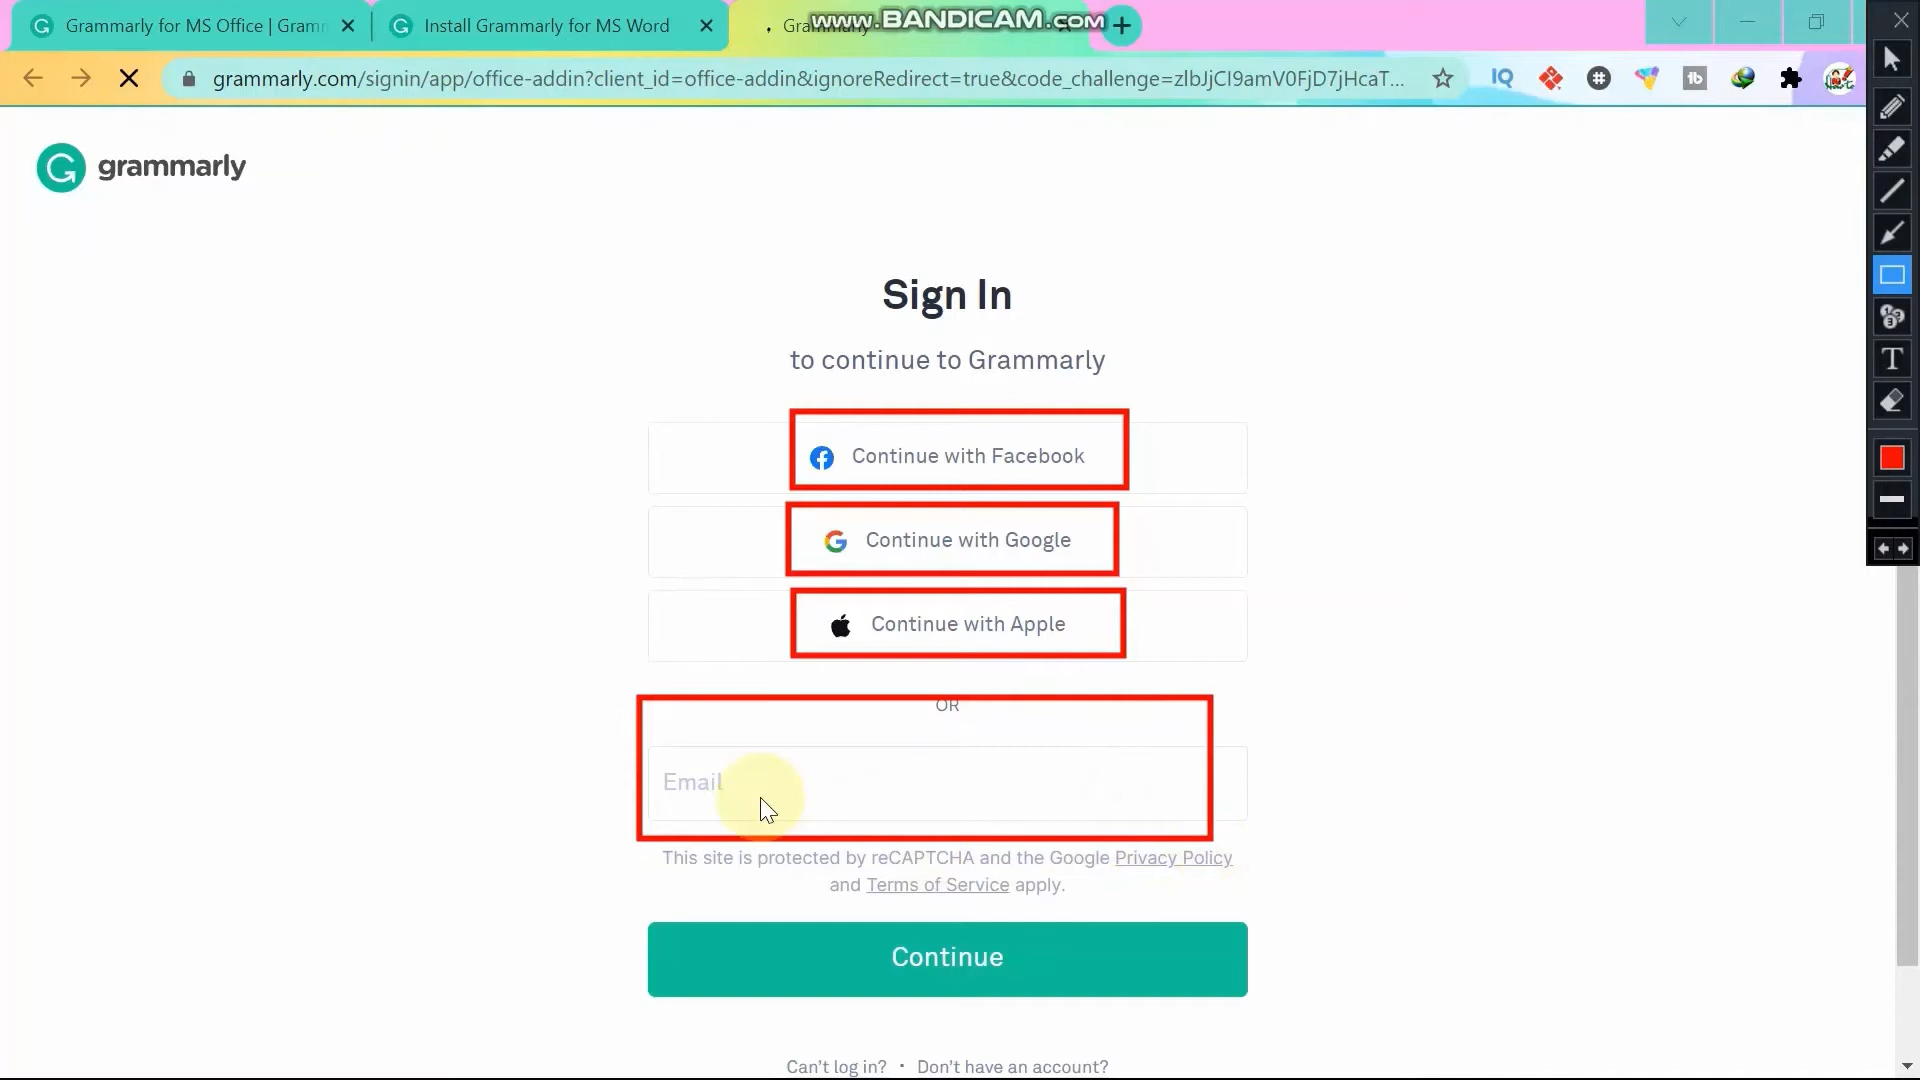 Grammarly for MS Office | Gramm
Install Grammarly for MS Word
Grammarly
www.BANDICAM.com
grammarly.com/signin/app/office-addin?client_id=office-addin&ignoreRedirect=true&code_challenge=zlbJjCI9amV0FjD7jHcaT...
IQ
tb
grammarly
Sign In
to continue to Grammarly
Continue with Facebook
Continue with Google
Continue with Apple
OR
Email
This site is protected by reCAPTCHA and the Google Privacy Policy
and Terms of Service apply.
Continue
Can't log in? · Don't have an account?